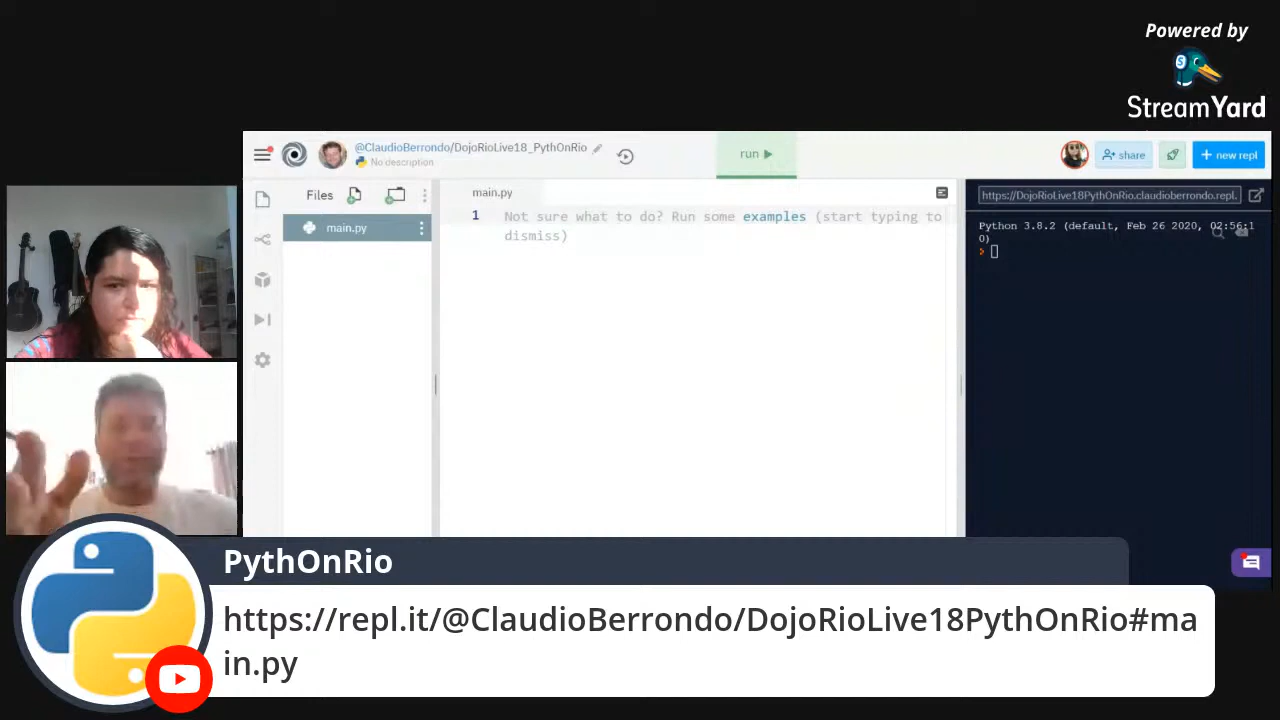 Powered by
StreamYard
@ClaudioBerrondo/DojoRioLive18_PythOnRio
No description
run
share
+ new repl
Files
main.py
main.py
1 Not sure what to do? Run some examples (start typing to
dismiss)
https://DojoRioLive18PythOnRio.claudioberrondo.repl.
Python 3.8.2 (default, Feb 26 2020, 02:56:1
0)
>
PythOnRio
https://repl.it/@ClaudioBerrondo/DojoRioLive18PythOnRio#ma
in.py